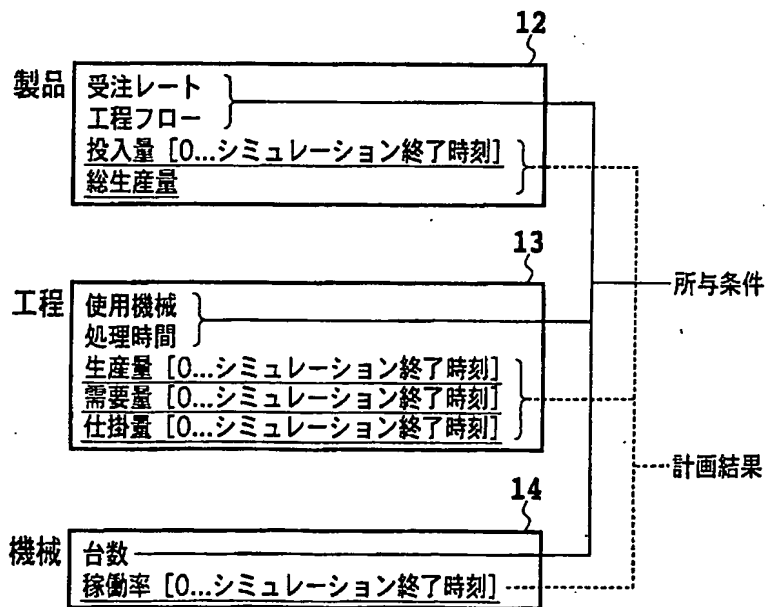 12
製品
受注レート
工程フロー
投入量 [0...シミュレーション終了時刻]
総生産量
13
工程
使用機械
処理時間
生産量 [0...シミュレーション終了時刻]
需要量 [0...シミュレーション終了時刻]
仕掛量 [0...シミュレーション終了時刻]
所与条件
計画結果
14
機械
台数
稼働率 [0...シミュレーション終了時刻]